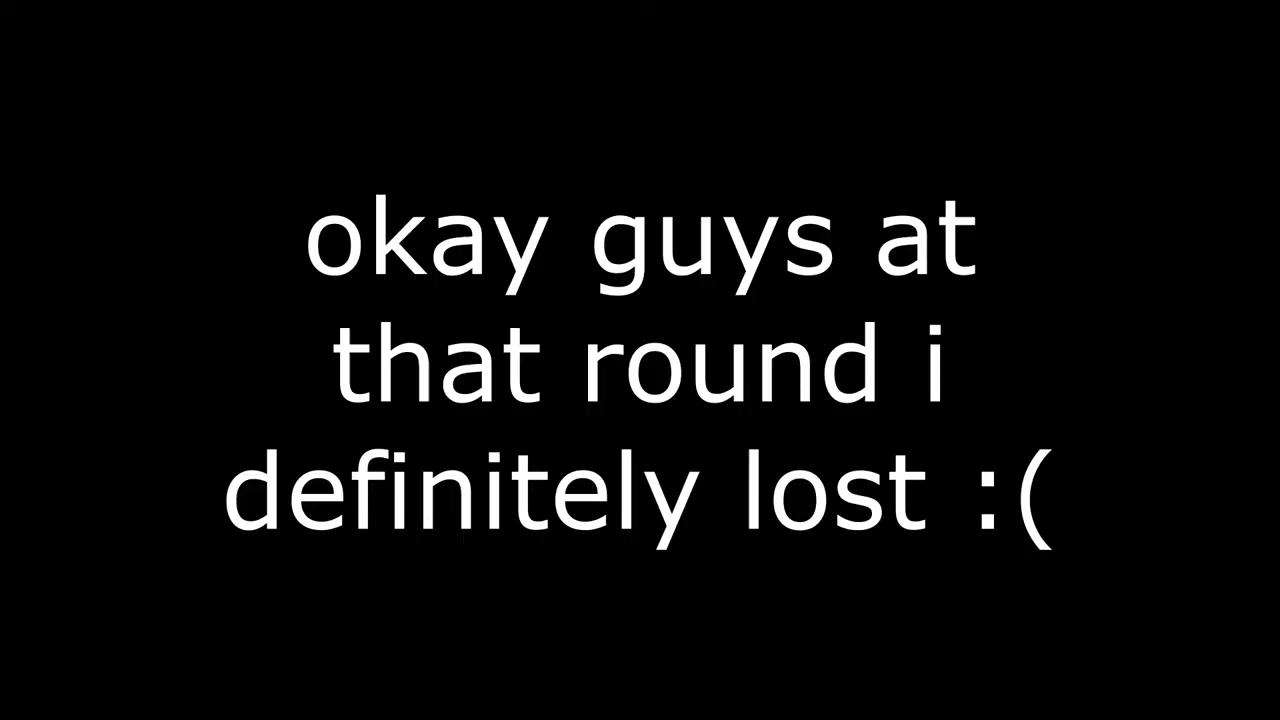 okay guys at
that round i
definitely lost :(